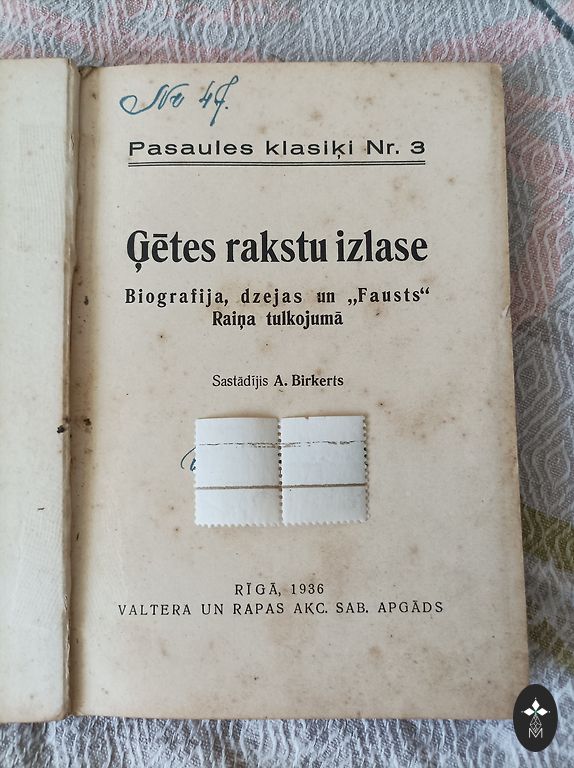 No 47.
Pasaules klasiķi Nr. 3
Ģētes rakstu izlase
Biografija, dzejas un „Fausts“
Raiņa tulkojumā
Sastādījis A. Birkerts
RĪGĀ, 1936
VALTERA UN RAPAS AKC. SAB. APGĀDS